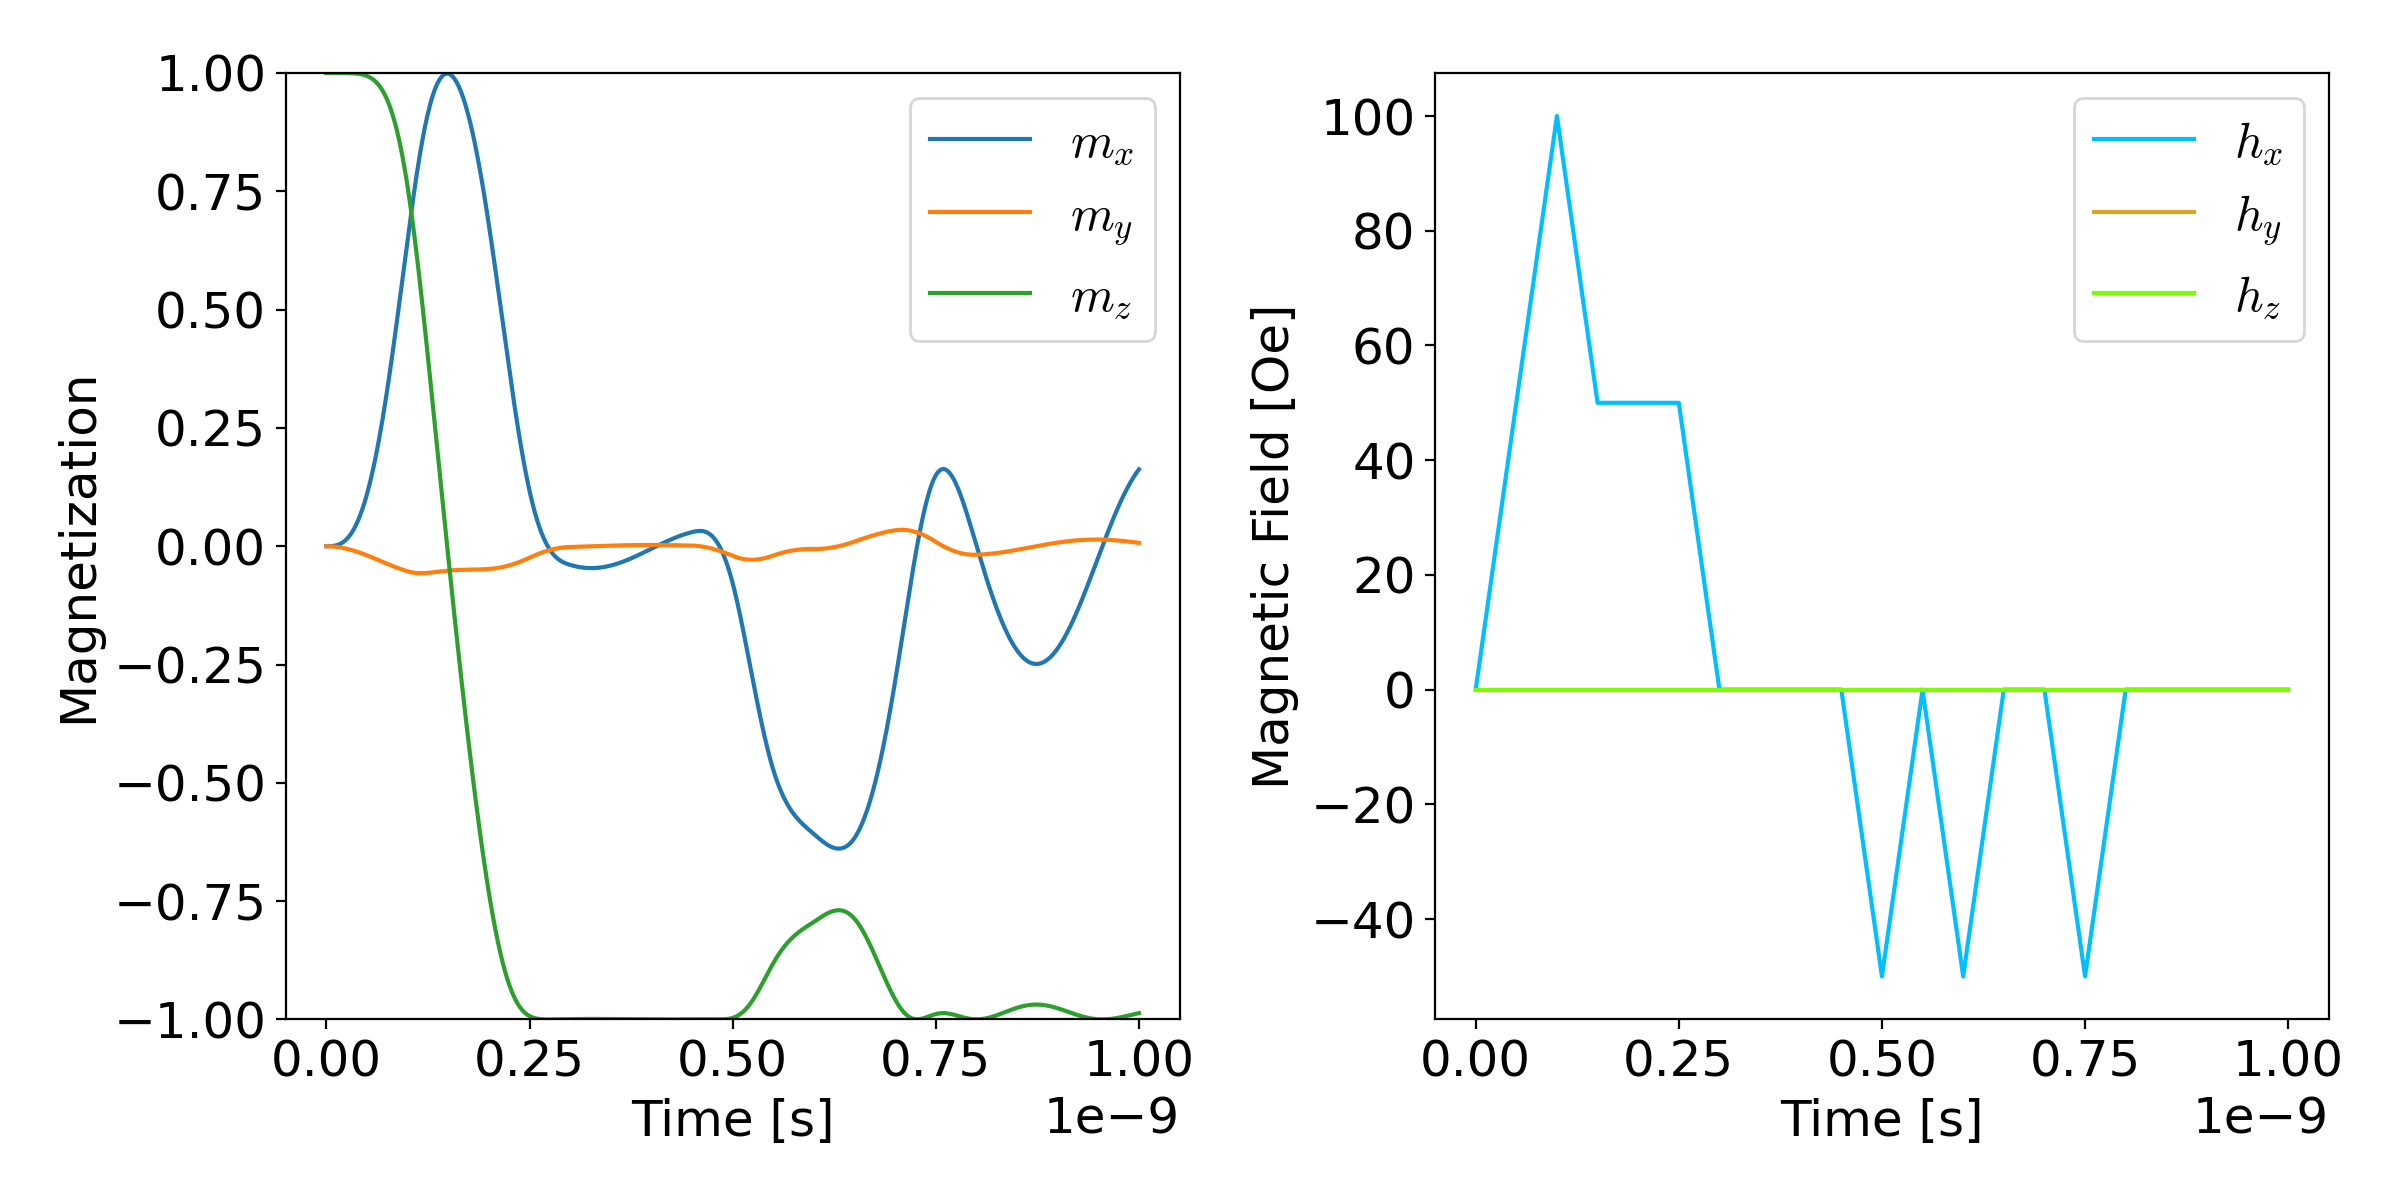 Magnetization
1.00
0.75
0.50
0.25
0.00
−0.25
−0.50
−0.75
−1.00
m_x
m_y
m_z
0.00 0.25 0.50 0.75 1.00
Time [s]
1e−9
Magnetic Field [Oe]
100
80
60
40
20
0
−20
−40
h_x
h_y
h_z
0.00 0.25 0.50 0.75 1.00
Time [s]
1e−9